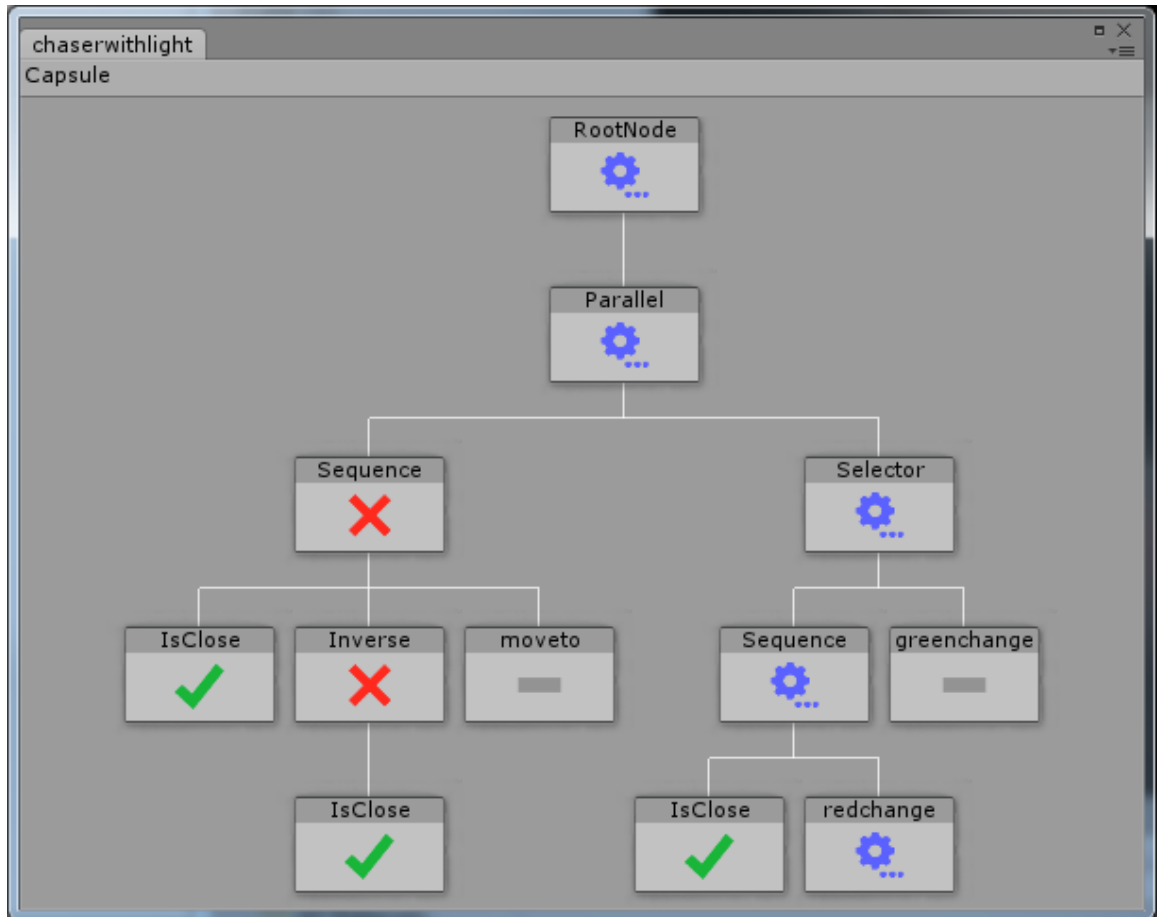 chaserwithlight
Capsule
RootNode
Parallel
Sequence
Selector
IsClose
Inverse
moveto
Sequence
greenchange
IsClose
IsClose
redchange